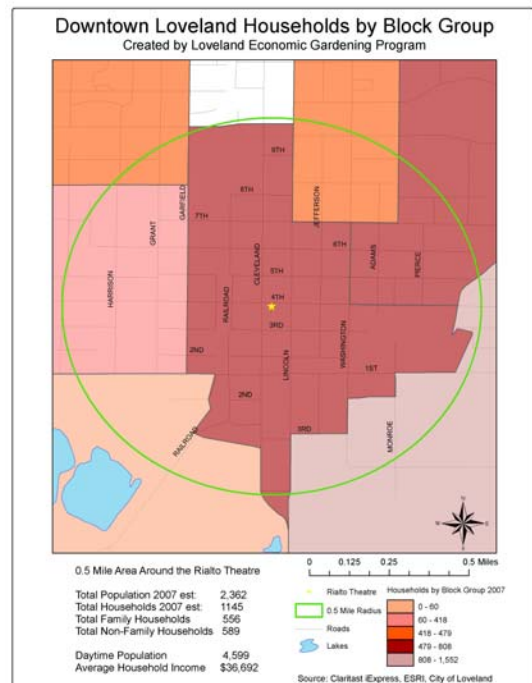 Downtown Loveland Households by Block Group
Created by Loveland Economic Gardening Program
9TH
8TH
7TH
GARFIELD
JEFFERSON
GRANT
CLEVELAND
6TH
ADAMS
PIERCE
5TH
HARRISON
RAILROAD
4TH
3RD
LINCOLN
WASHINGTON
2ND
1ST
2ND
3RD
RAILROAD
MONROE
N
W
E
S
0.5 Mile Area Around the Rialto Theatre
0 0.125 0.25 0.5 Miles
Total Population 2007 est: 2,362
Total Households 2007 est: 1145
Total Family Households 556
Total Non-Family Households 589
Daytime Population 4,599
Average Household Income $36,692
Rialto Theatre
0.5 Mile Radius
Roads
Lakes
Households by Block Group 2007
0 - 60
60 - 418
418 - 479
479 - 808
808 - 1,552
Source: Claritast iExpress, ESRI, City of Loveland